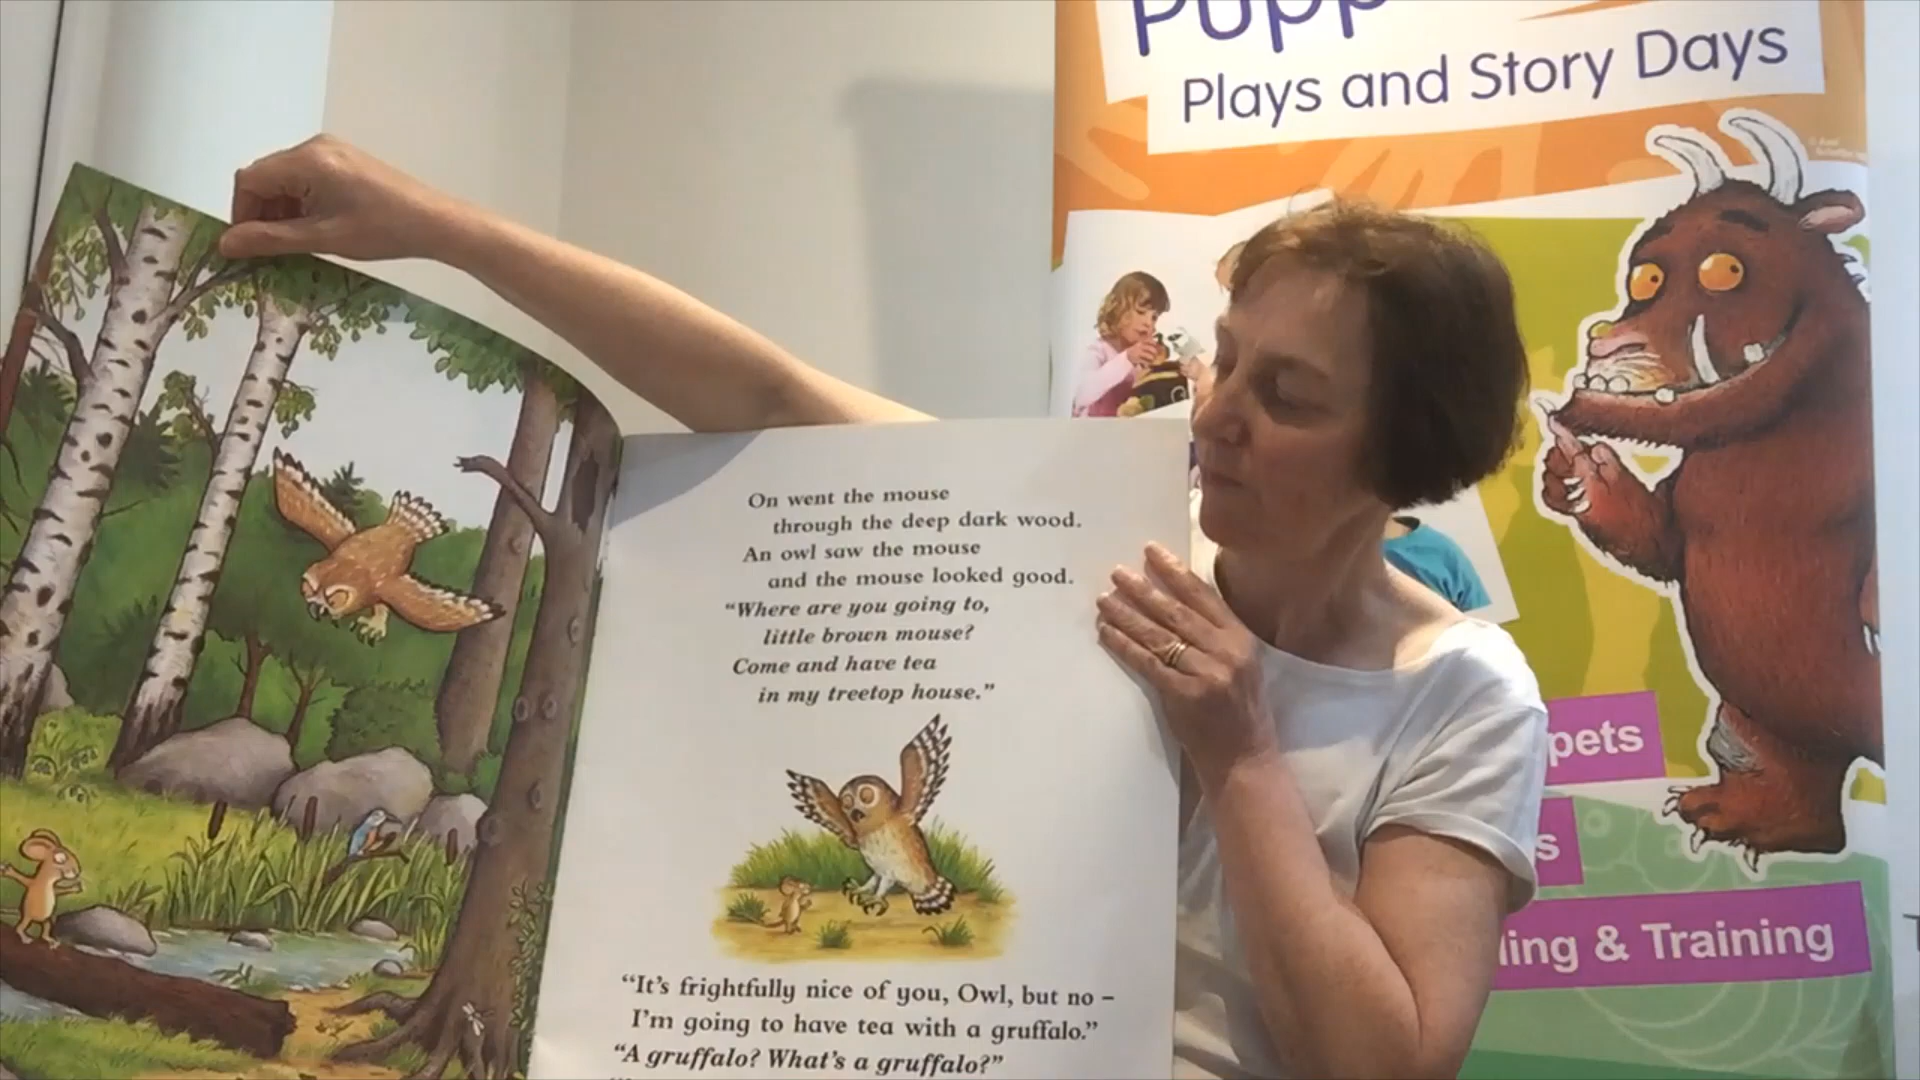 Pupp
Plays and Story Days
On went the mouse
through the deep dark wood.
An owl saw the mouse
and the mouse looked good.
“Where are you going to,
little brown mouse?
Come and have tea
in my treetop house.”
“It’s frightfully nice of you, Owl, but no –
I’m going to have tea with a gruffalo.”
“A gruffalo? What’s a gruffalo?”
pets
s
ling & Training